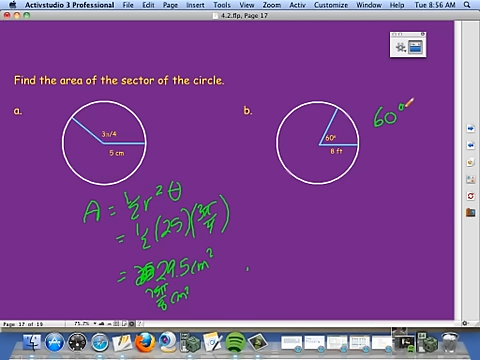 Activstudio 3 Professional File Edit View Page Insert Tools Zoom Activ Customize Window Help Tue 8:56 AM
4.2.flp, Page 17
Find the area of the sector of the circle.
a.
b.
3π/4
5 cm
60°
8 ft
60°
A = ½ r² θ
= ½ (25)(3π/4)
= 29.5 cm²
75π/8 cm²
Page 17 of 19